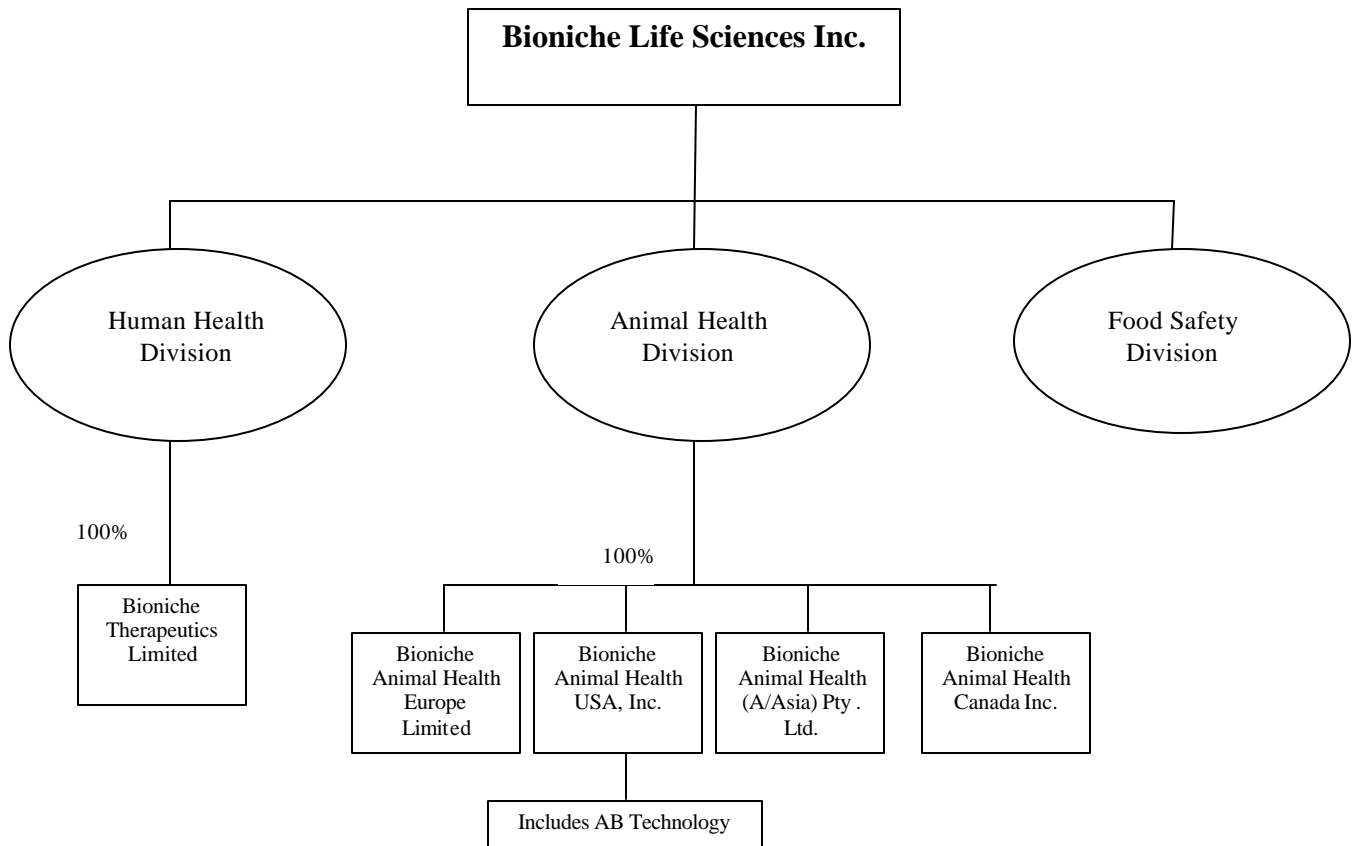 Bioniche Life Sciences Inc.
Human Health
Division
Animal Health
Division
Food Safety
Division
100%
100%
Bioniche
Therapeutics
Limited
Bioniche
Animal Health
Europe
Limited
Bioniche
Animal Health
USA, Inc.
Bioniche
Animal Health
(A/Asia) Pty .
Ltd.
Bioniche
Animal Health
Canada Inc.
Includes AB Technology